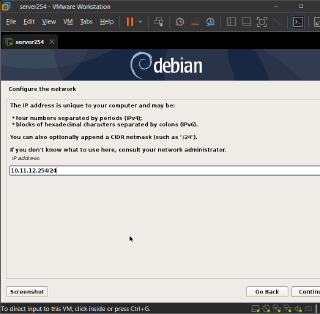 server254 - VMware Workstation
File Edit View VM Tabs Help
server254
debian
Configure the network
The IP address is unique to your computer and may be:
* four numbers separated by periods (IPv4);
* blocks of hexadecimal characters separated by colons (IPv6).
You can also optionally append a CIDR netmask (such as "/24").
If you don't know what to use here, consult your network administrator.
IP address:
10.11.12.254/24
Screenshot Go Back Contin
To direct input to this VM, click inside or press Ctrl+G.